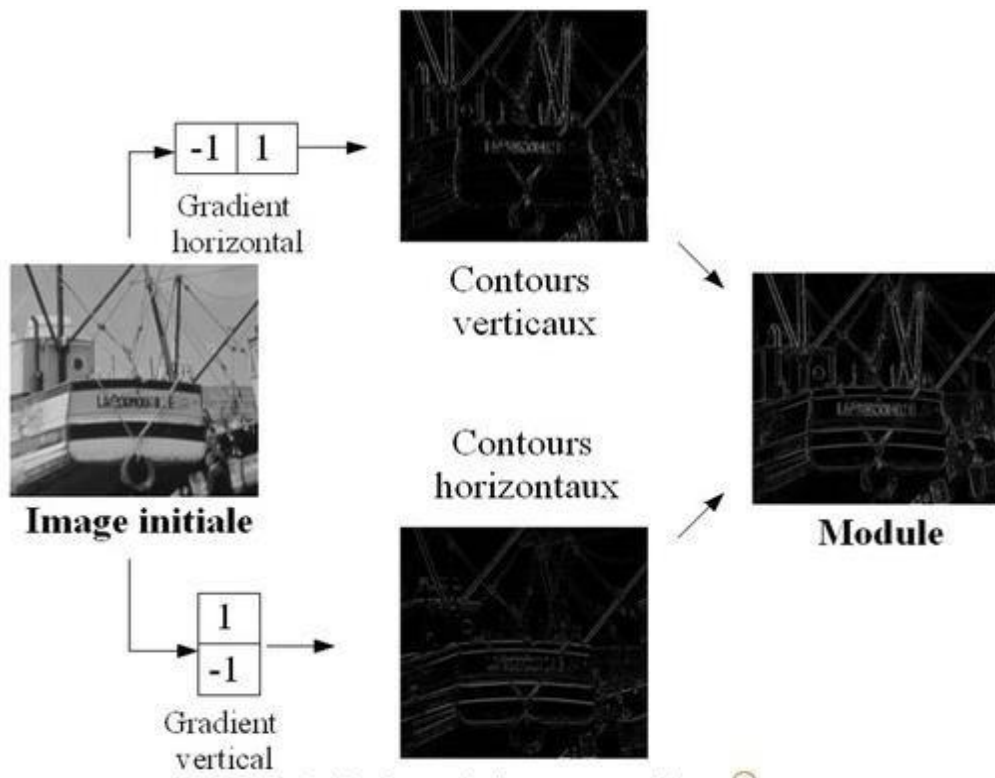 -1 1
Gradient
horizontal
Contours
verticaux
Image initiale
Contours
horizontaux
Module
1
-1
Gradient
vertical